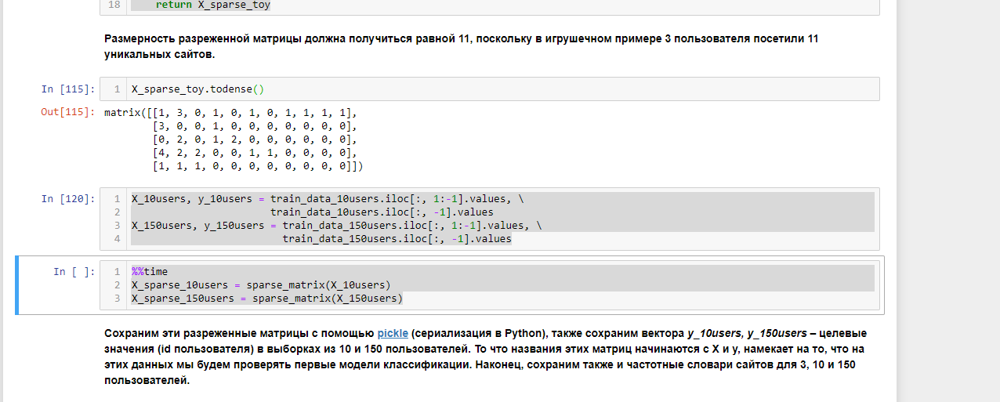 18 return X_sparse_toy
Размерность разреженной матрицы должна получиться равной 11, поскольку в игрушечном примере 3 пользователя посетили 11
уникальных сайтов.
In [115]: 1 X_sparse_toy.todense()
Out[115]: matrix([[1, 3, 0, 1, 0, 1, 0, 1, 1, 1, 1],
[3, 0, 0, 1, 0, 0, 0, 0, 0, 0, 0],
[0, 2, 0, 1, 2, 0, 0, 0, 0, 0, 0],
[4, 2, 2, 0, 0, 1, 1, 0, 0, 0, 0],
[1, 1, 1, 0, 0, 0, 0, 0, 0, 0, 0]])
In [120]: 1 X_10users, y_10users = train_data_10users.iloc[:, 1:-1].values, \
2 train_data_10users.iloc[:, -1].values
3 X_150users, y_150users = train_data_150users.iloc[:, 1:-1].values, \
4 train_data_150users.iloc[:, -1].values
In [ ]: 1 %%time
2 X_sparse_10users = sparse_matrix(X_10users)
3 X_sparse_150users = sparse_matrix(X_150users)
Сохраним эти разреженные матрицы с помощью pickle (сериализация в Python), также сохраним вектора y_10users, y_150users – целевые
значения (id пользователя) в выборках из 10 и 150 пользователей. То что названия этих матриц начинаются с X и y, намекает на то, что на
этих данных мы будем проверять первые модели классификации. Наконец, сохраним также и частотные словари сайтов для 3, 10 и 150
пользователей.